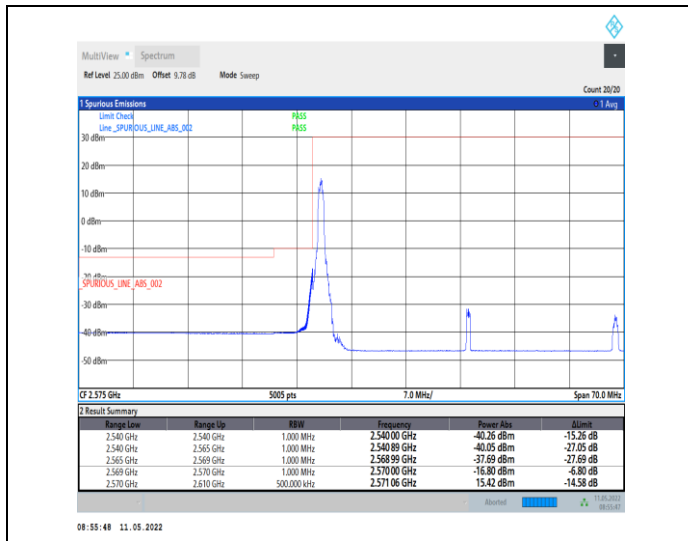 MultiView Spectrum
Ref Level 25.00 dBm Offset 9.78 dB Mode Sweep
Count 20/20
1 Spurious Emissions 1 Avg
Limit Check PASS
Line _SPURIOUS_LINE_ABS_002 PASS
30 dBm
20 dBm
10 dBm
0 dBm
-10 dBm
-20 dBm
_SPURIOUS_LINE_ABS_002
-30 dBm
-40 dBm
-50 dBm
CF 2.575 GHz 5005 pts 7.0 MHz/ Span 70.0 MHz
2 Result Summary
Range Low Range Up RBW Frequency Power Abs ΔLimit
2.540 GHz 2.540 GHz 1.000 MHz 2.540 00 GHz -40.26 dBm -15.26 dB
2.540 GHz 2.565 GHz 1.000 MHz 2.540 89 GHz -40.05 dBm -27.05 dB
2.565 GHz 2.569 GHz 1.000 MHz 2.568 99 GHz -37.69 dBm -27.69 dB
2.569 GHz 2.570 GHz 1.000 MHz 2.570 00 GHz -16.80 dBm -6.80 dB
2.570 GHz 2.610 GHz 500.000 kHz 2.571 06 GHz 15.42 dBm -14.58 dB
Aborted 11.05.2022
08:55:47
08:55:48 11.05.2022